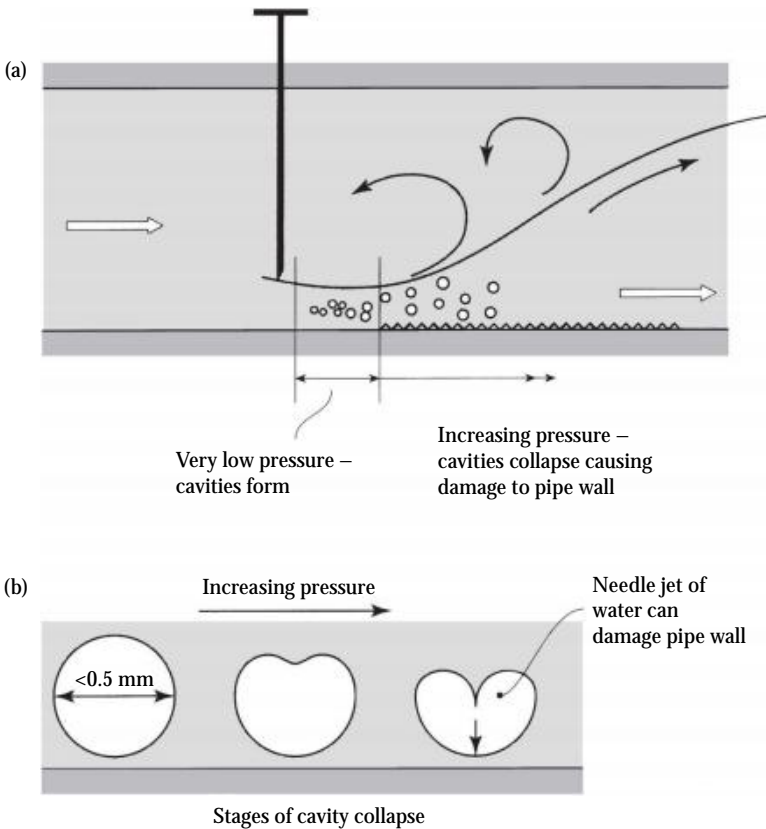 (a)
Very low pressure –
cavities form
Increasing pressure –
cavities collapse causing
damage to pipe wall
(b)
Increasing pressure
Needle jet of
water can
damage pipe wall
<0.5 mm
Stages of cavity collapse